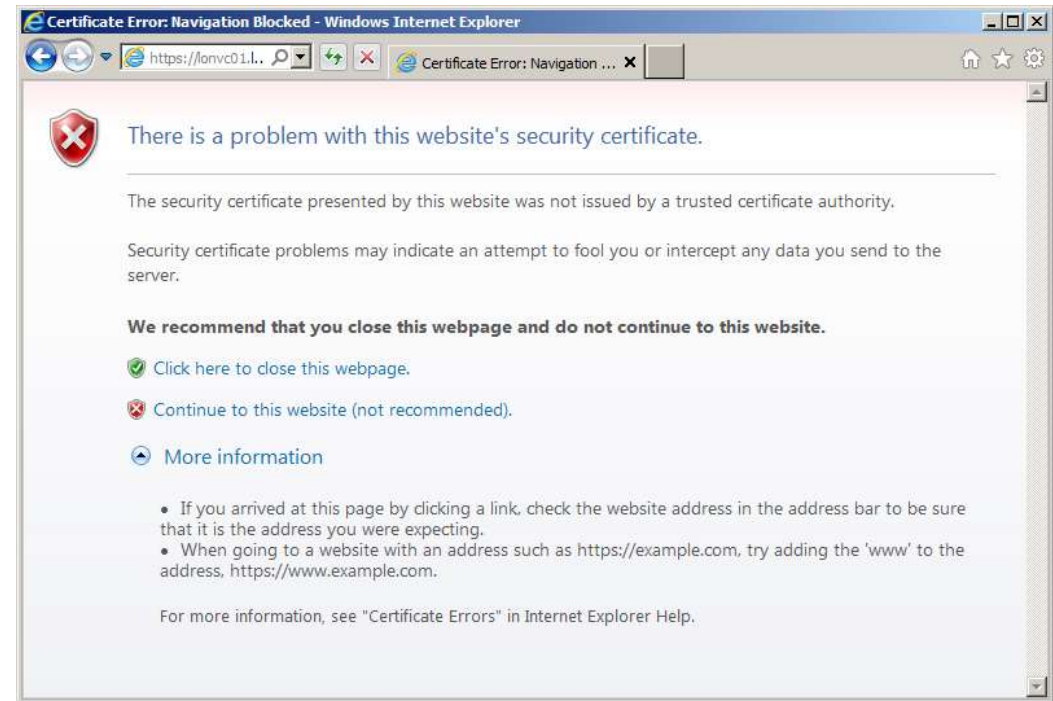 Certificate Error: Navigation Blocked - Windows Internet Explorer
https://lonvc01.l..
Certificate Error: Navigation ...
There is a problem with this website's security certificate.
The security certificate presented by this website was not issued by a trusted certificate authority.
Security certificate problems may indicate an attempt to fool you or intercept any data you send to the
server.
We recommend that you close this webpage and do not continue to this website.
Click here to close this webpage.
Continue to this website (not recommended).
More information
• If you arrived at this page by clicking a link, check the website address in the address bar to be sure
that it is the address you were expecting.
• When going to a website with an address such as https://example.com, try adding the 'www' to the
address, https://www.example.com.
For more information, see "Certificate Errors" in Internet Explorer Help.